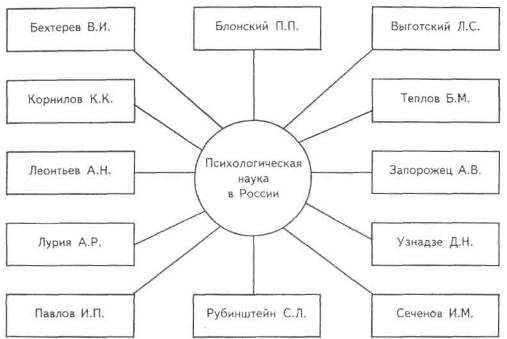 Бехтерев В.И.
Блонский П.П.
Выготский Л.С.
Корнилов К.К.
Теплов Б.М.
Леонтьев А.Н.
Психологическая
наука
в России
Запорожец А.В.
Лурия А.Р.
Узнадзе Д.Н.
Павлов И.П.
Рубинштейн С.Л.
Сеченов И.М.